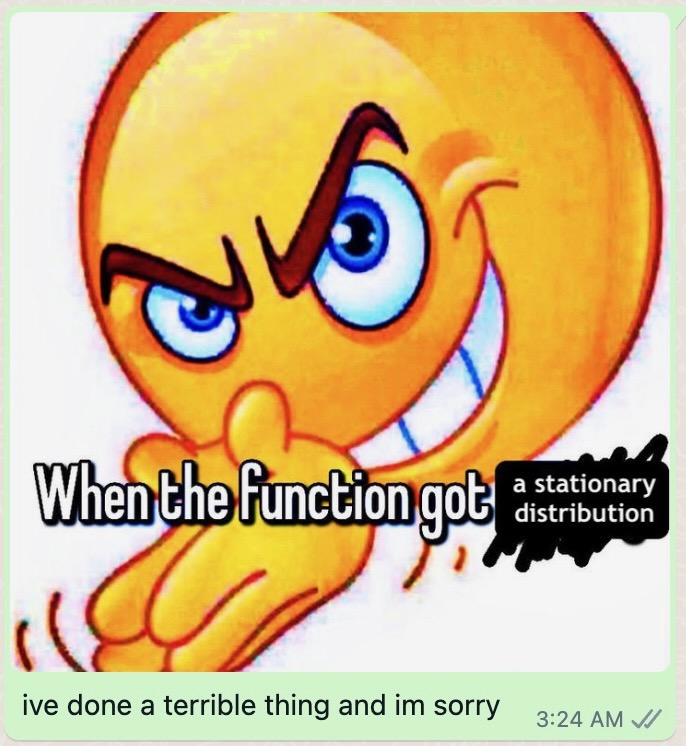 When the function got
a stationary
distribution
ive done a terrible thing and im sorry
3:24 AM